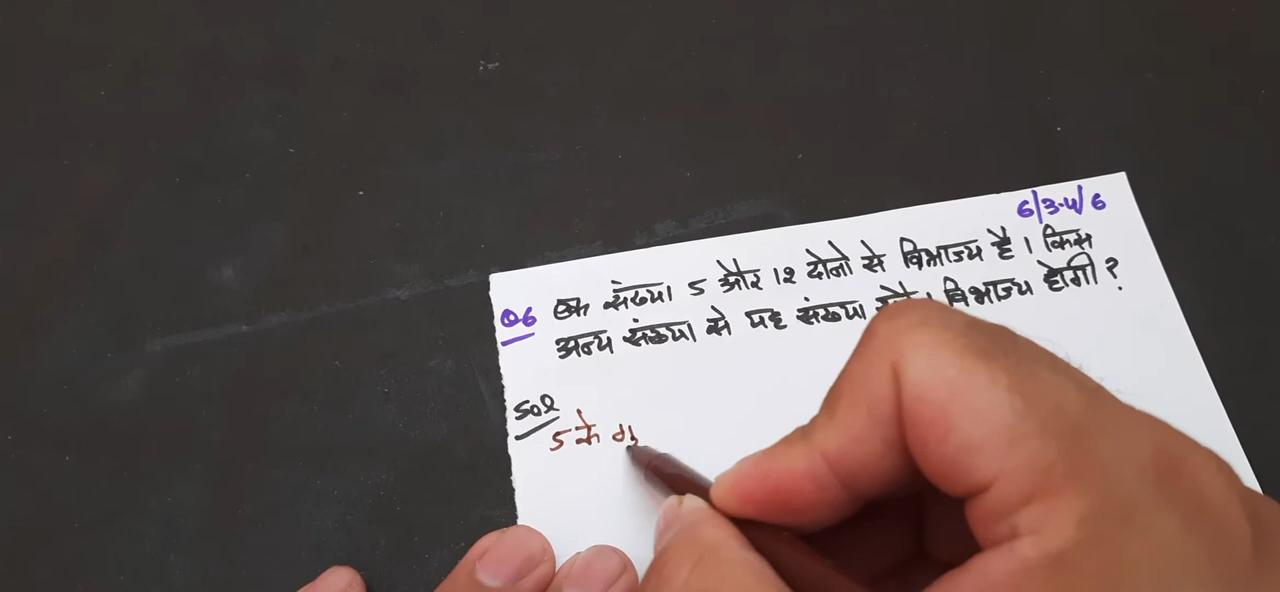 6/3.4/6
Q6 एक संख्या 5 और 12 दोनो से विभाज्य है । किस
अन्य संख्या से यह संख्या विभाज्य होगी ?
Sol
5 के